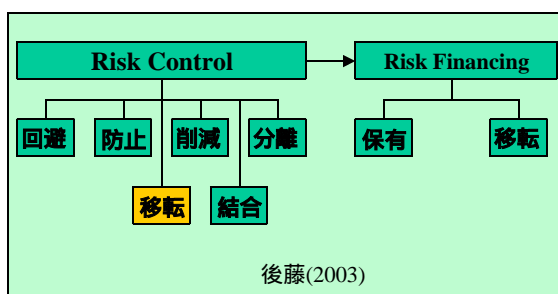 Risk Control
Risk Financing
回避
防止
削減
分離
保有
移転
移転
結合
後藤(2003)